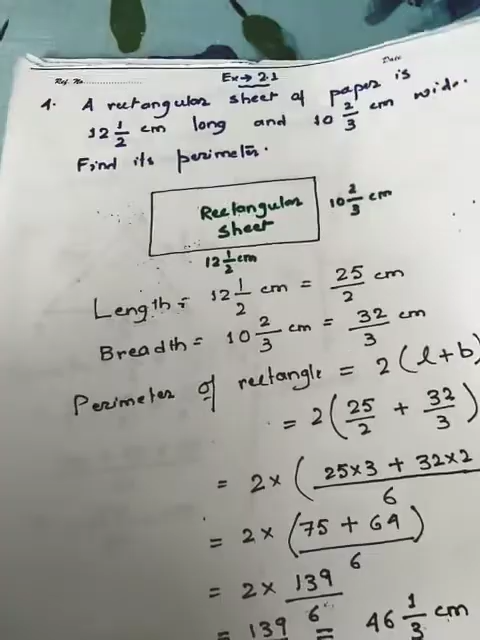 Date
Ref. No.
Ex → 2.1
4. A rectangular sheet of paper is
12 1/2 cm long and 10 2/3 cm wide.
Find its perimeter.
Rectangular
sheet
10 2/3 cm
12 1/2 cm
Length = 12 1/2 cm = 25/2 cm
Breadth = 10 2/3 cm = 32/3 cm
Perimeter of rectangle = 2 (l+b)
= 2 (25/2 + 32/3)
= 2 × (25×3 + 32×2 / 6
= 2 × (75 + 64 / 6)
= 2 × 139/6
= 139 = 46 1/3 cm